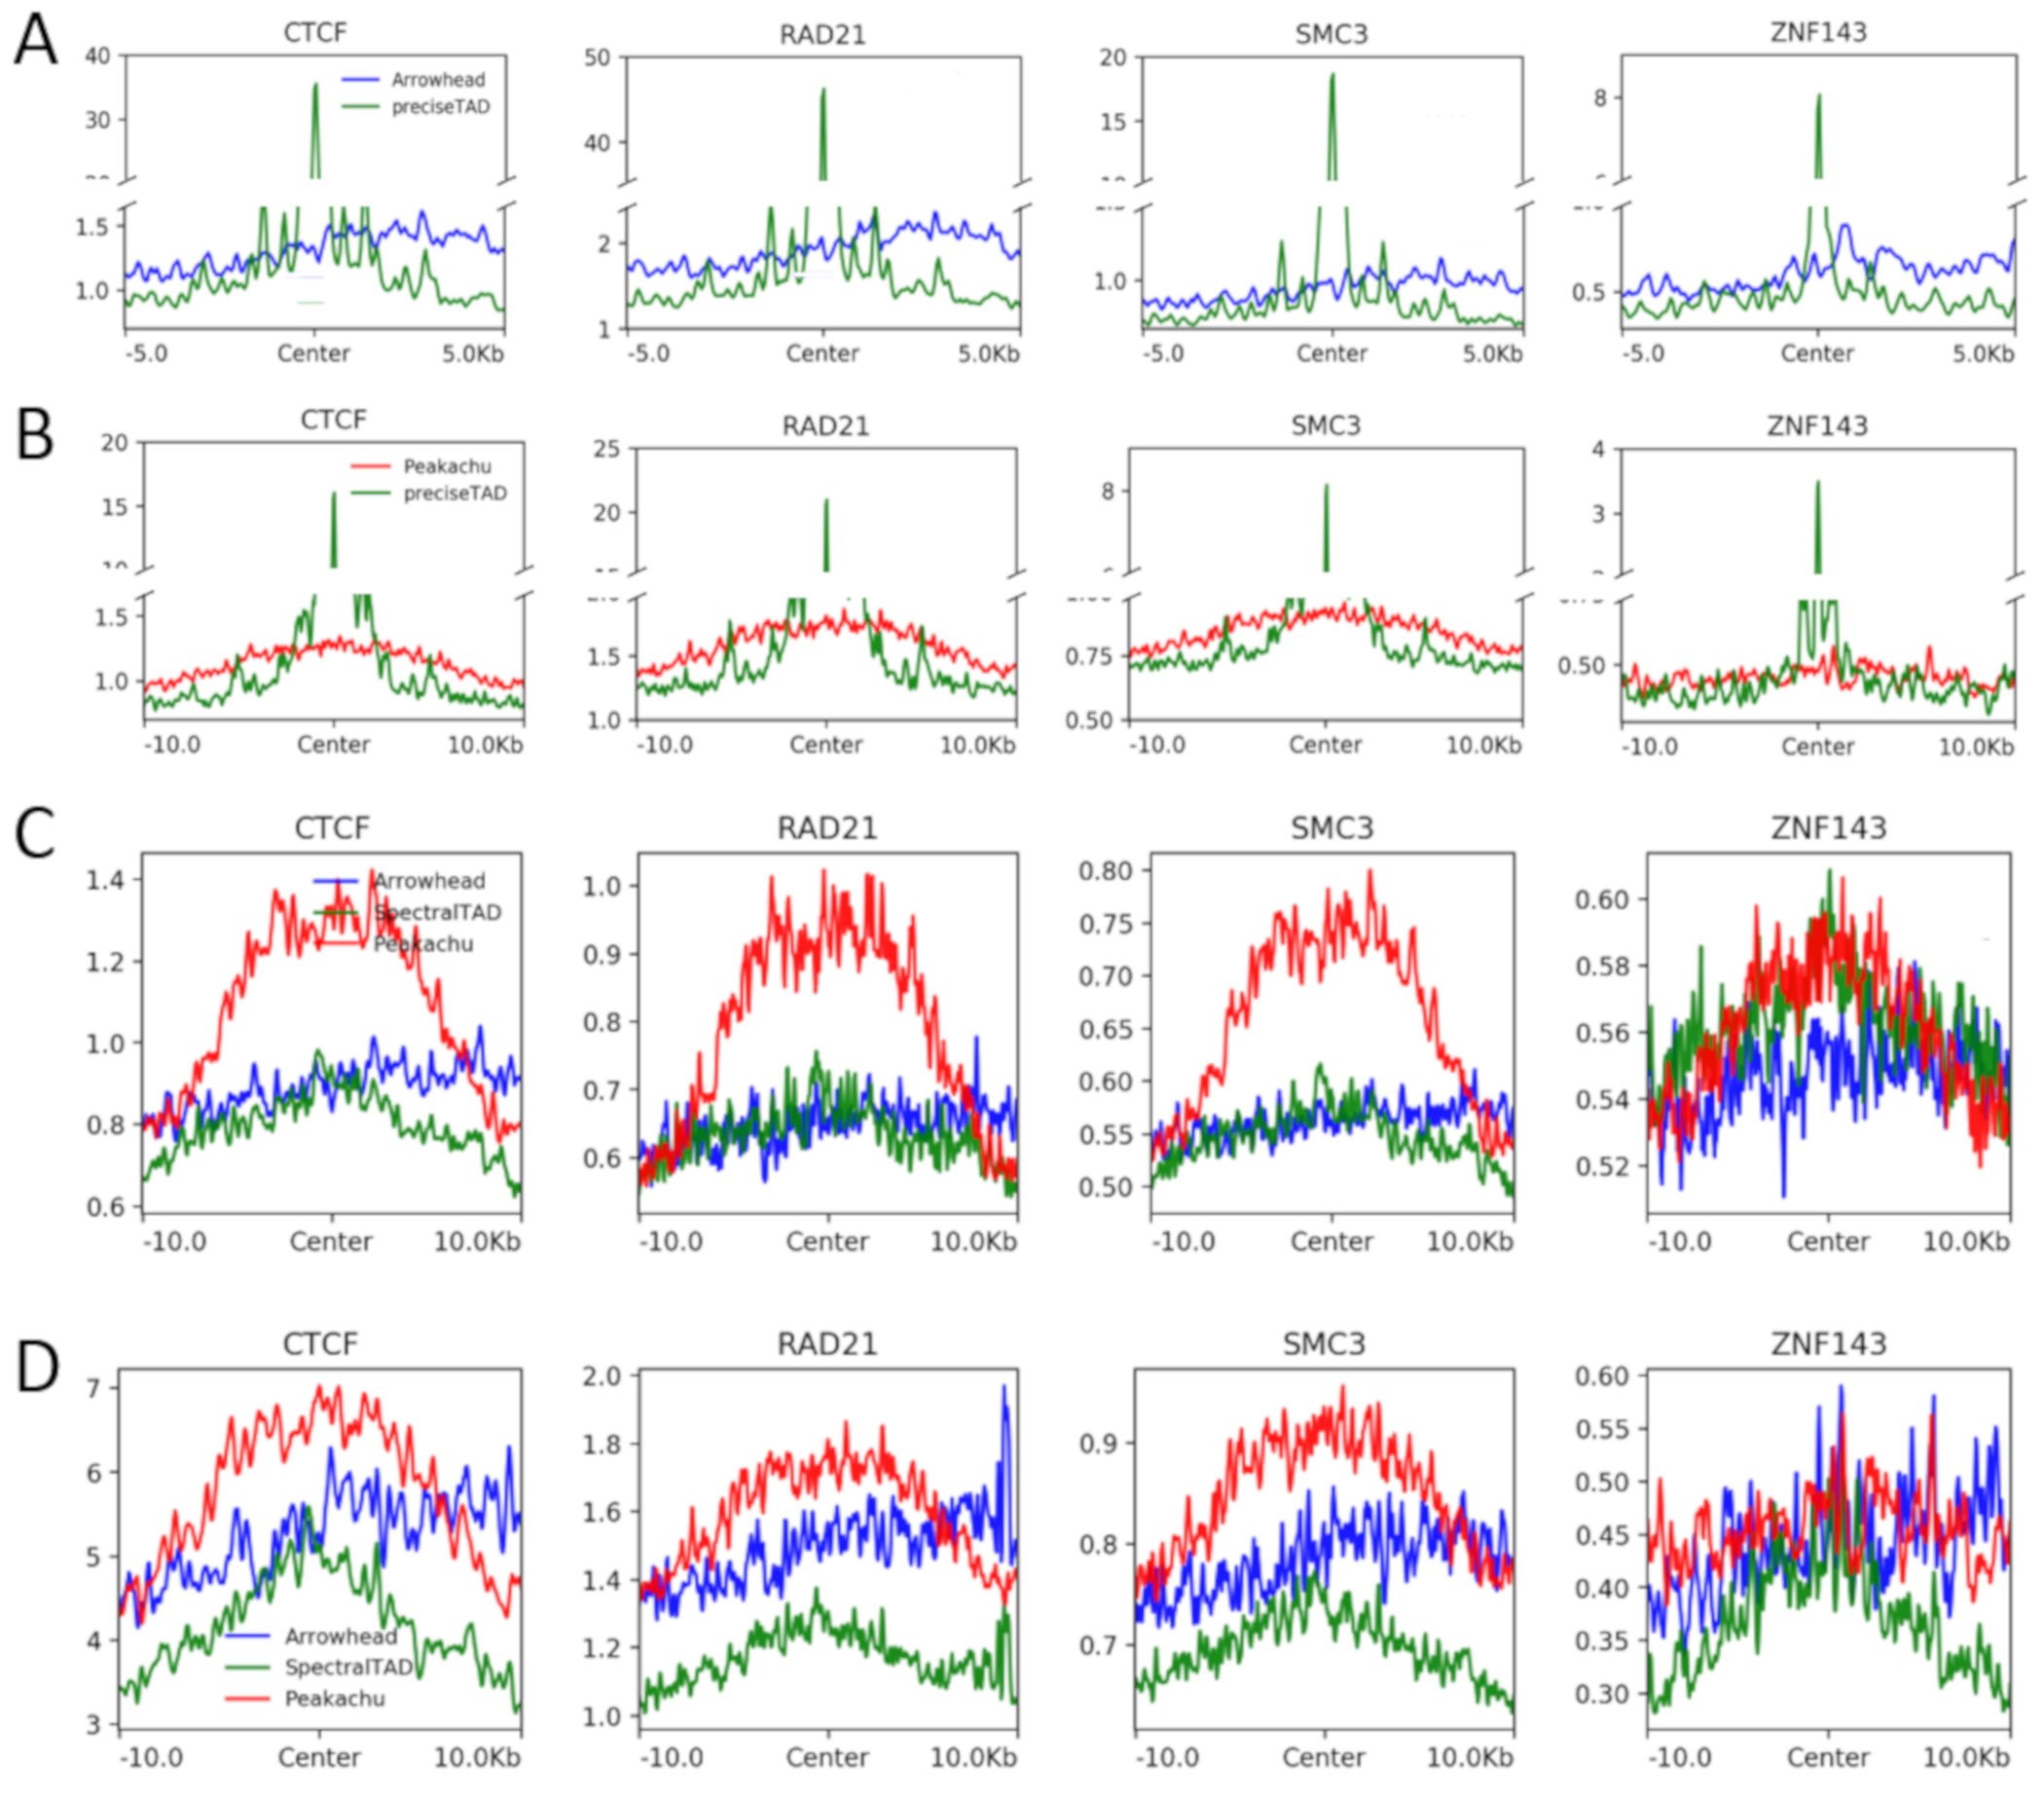 A
CTCF RAD21 SMC3 ZNF143
40 50 20 8
30 40 15
Arrowhead
preciseTAD
1.5 2 1.0 0.5
1.0 1
-5.0 Center 5.0Kb -5.0 Center 5.0Kb -5.0 Center 5.0Kb -5.0 Center 5.0Kb
B
CTCF RAD21 SMC3 ZNF143
20 25 8 4
15 20 3
Peakachu
preciseTAD
1.5 1.5 0.75 0.50
1.0 1.0 0.50
-10.0 Center 10.0Kb -10.0 Center 10.0Kb -10.0 Center 10.0Kb -10.0 Center 10.0Kb
C
CTCF RAD21 SMC3 ZNF143
1.4 1.0 0.80 0.60
1.2 0.9 0.75 0.58
1.0 0.8 0.70 0.56
0.8 0.7 0.65 0.54
0.6 0.6 0.60 0.52
0.55
0.50
Arrowhead
SpectralTAD
Peakachu
-10.0 Center 10.0Kb -10.0 Center 10.0Kb -10.0 Center 10.0Kb -10.0 Center 10.0Kb
D
CTCF RAD21 SMC3 ZNF143
7 2.0 0.9 0.60
6 1.8 0.8 0.55
5 1.6 0.7 0.50
4 1.4 0.45
3 1.2 0.40
1.0 0.35
0.30
Arrowhead
SpectralTAD
Peakachu
-10.0 Center 10.0Kb -10.0 Center 10.0Kb -10.0 Center 10.0Kb -10.0 Center 10.0Kb